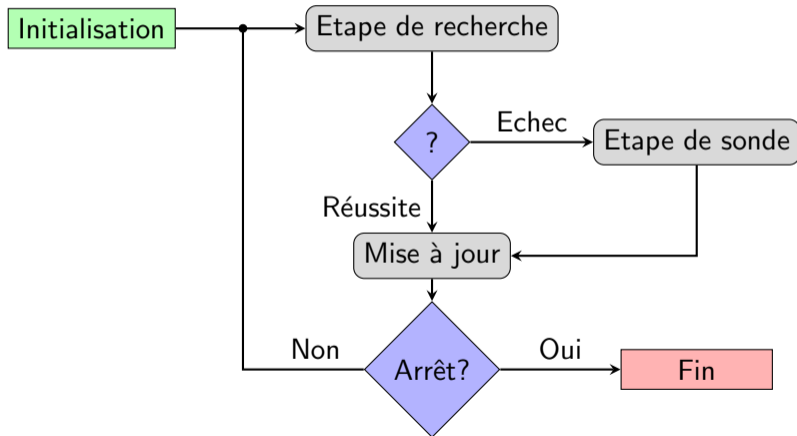 Initialisation
Etape de recherche
?
Echec
Etape de sonde
Réussite
Mise à jour
Non
Arrêt?
Oui
Fin